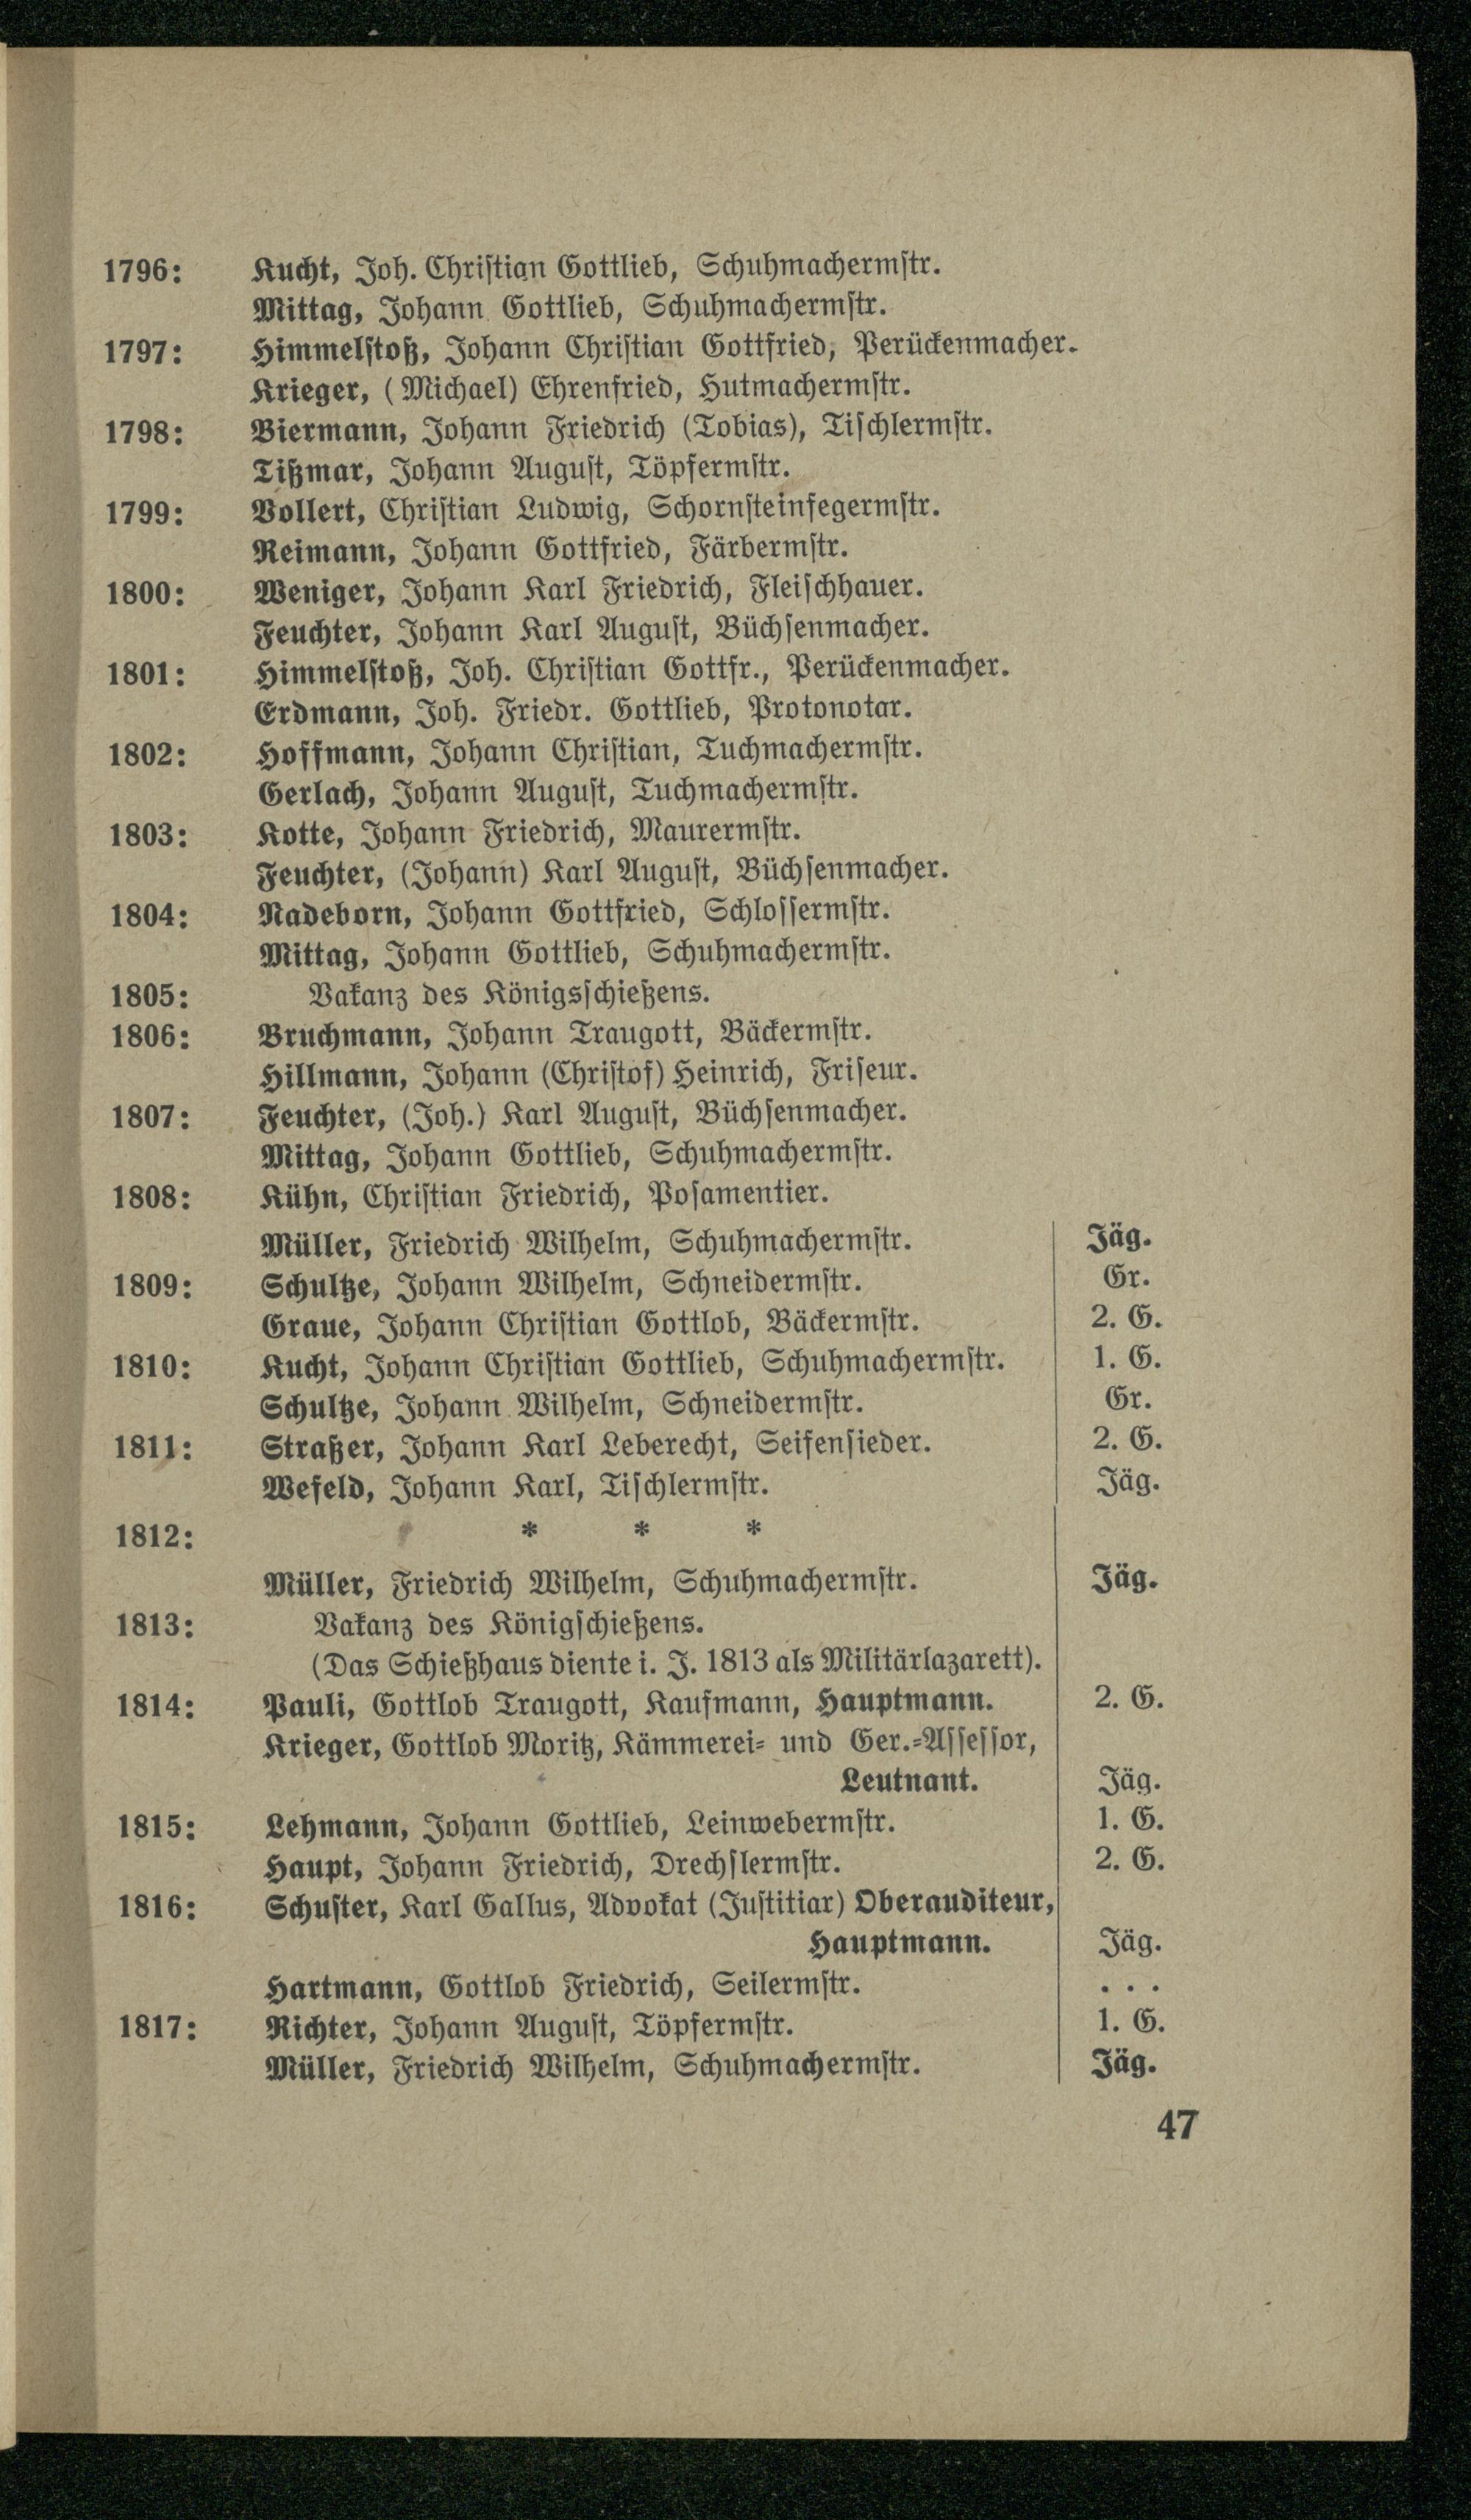 1796: Kucht, Joh. Christian Gottlieb, Schuhmachermstr.
Mittag, Johann Gottlieb, Schuhmachermstr.
1797: Himmelstoß, Johann Christian Gottfried, Perückenmacher.
Krieger, (Michael) Ehrenfried, Hutmachermstr.
1798: Biermann, Johann Friedrich (Tobias), Tischlermstr.
Tißmar, Johann August, Töpfermstr.
1799: Vollert, Christian Ludwig, Schornsteinfegermstr.
Reimann, Johann Gottfried, Färbermstr.
1800: Weniger, Johann Karl Friedrich, Fleischhauer.
Feuchter, Johann Karl August, Büchsenmacher.
1801: Himmelstoß, Joh. Christian Gottfr., Perückenmacher.
Erdmann, Joh. Friedr. Gottlieb, Protonotar.
1802: Hoffmann, Johann Christian, Tuchmachermstr.
Gerlach, Johann August, Tuchmachermstr.
1803: Kotte, Johann Friedrich, Maurermstr.
Feuchter, (Johann) Karl August, Büchsenmacher.
1804: Nadeborn, Johann Gottfried, Schlossermstr.
Mittag, Johann Gottlieb, Schuhmachermstr.
1805: Vakanz des Königsschießens.
1806: Bruchmann, Johann Traugott, Bäckermstr.
Hillmann, Johann (Christof) Heinrich, Friseur.
1807: Feuchter, (Joh.) Karl August, Büchsenmacher.
Mittag, Johann Gottlieb, Schuhmachermstr.
1808: Kühn, Christian Friedrich, Posamentier.
Müller, Friedrich Wilhelm, Schuhmachermstr. Jäg.
1809: Schultze, Johann Wilhelm, Schneidermstr. Gr.
Graue, Johann Christian Gottlob, Bäckermstr. 2. G.
1810: Kucht, Johann Christian Gottlieb, Schuhmachermstr. 1. G.
Schultze, Johann Wilhelm, Schneidermstr. Gr.
1811: Straßer, Johann Karl Leberecht, Seifensieder. 2. G.
Wefeld, Johann Karl, Tischlermstr. Jäg.
1812: * * *
Müller, Friedrich Wilhelm, Schuhmachermstr. Jäg.
1813: Vakanz des Königschießens.
(Das Schießhaus diente i. J. 1813 als Militärlazarett).
1814: Pauli, Gottlob Traugott, Kaufmann, Hauptmann. 2. G.
Krieger, Gottlob Moritz, Kämmerei- und Ger.-Assessor,
Leutnant. Jäg.
1815: Lehmann, Johann Gottlieb, Leinwebermstr. 1. G.
Haupt, Johann Friedrich, Drechslermstr. 2. G.
1816: Schuster, Karl Gallus, Advokat (Justitiar) Oberauditeur,
Hauptmann. Jäg.
Hartmann, Gottlob Friedrich, Seilermstr. . . .
1817: Richter, Johann August, Töpfermstr. 1. G.
Müller, Friedrich Wilhelm, Schuhmachermstr. Jäg.
47